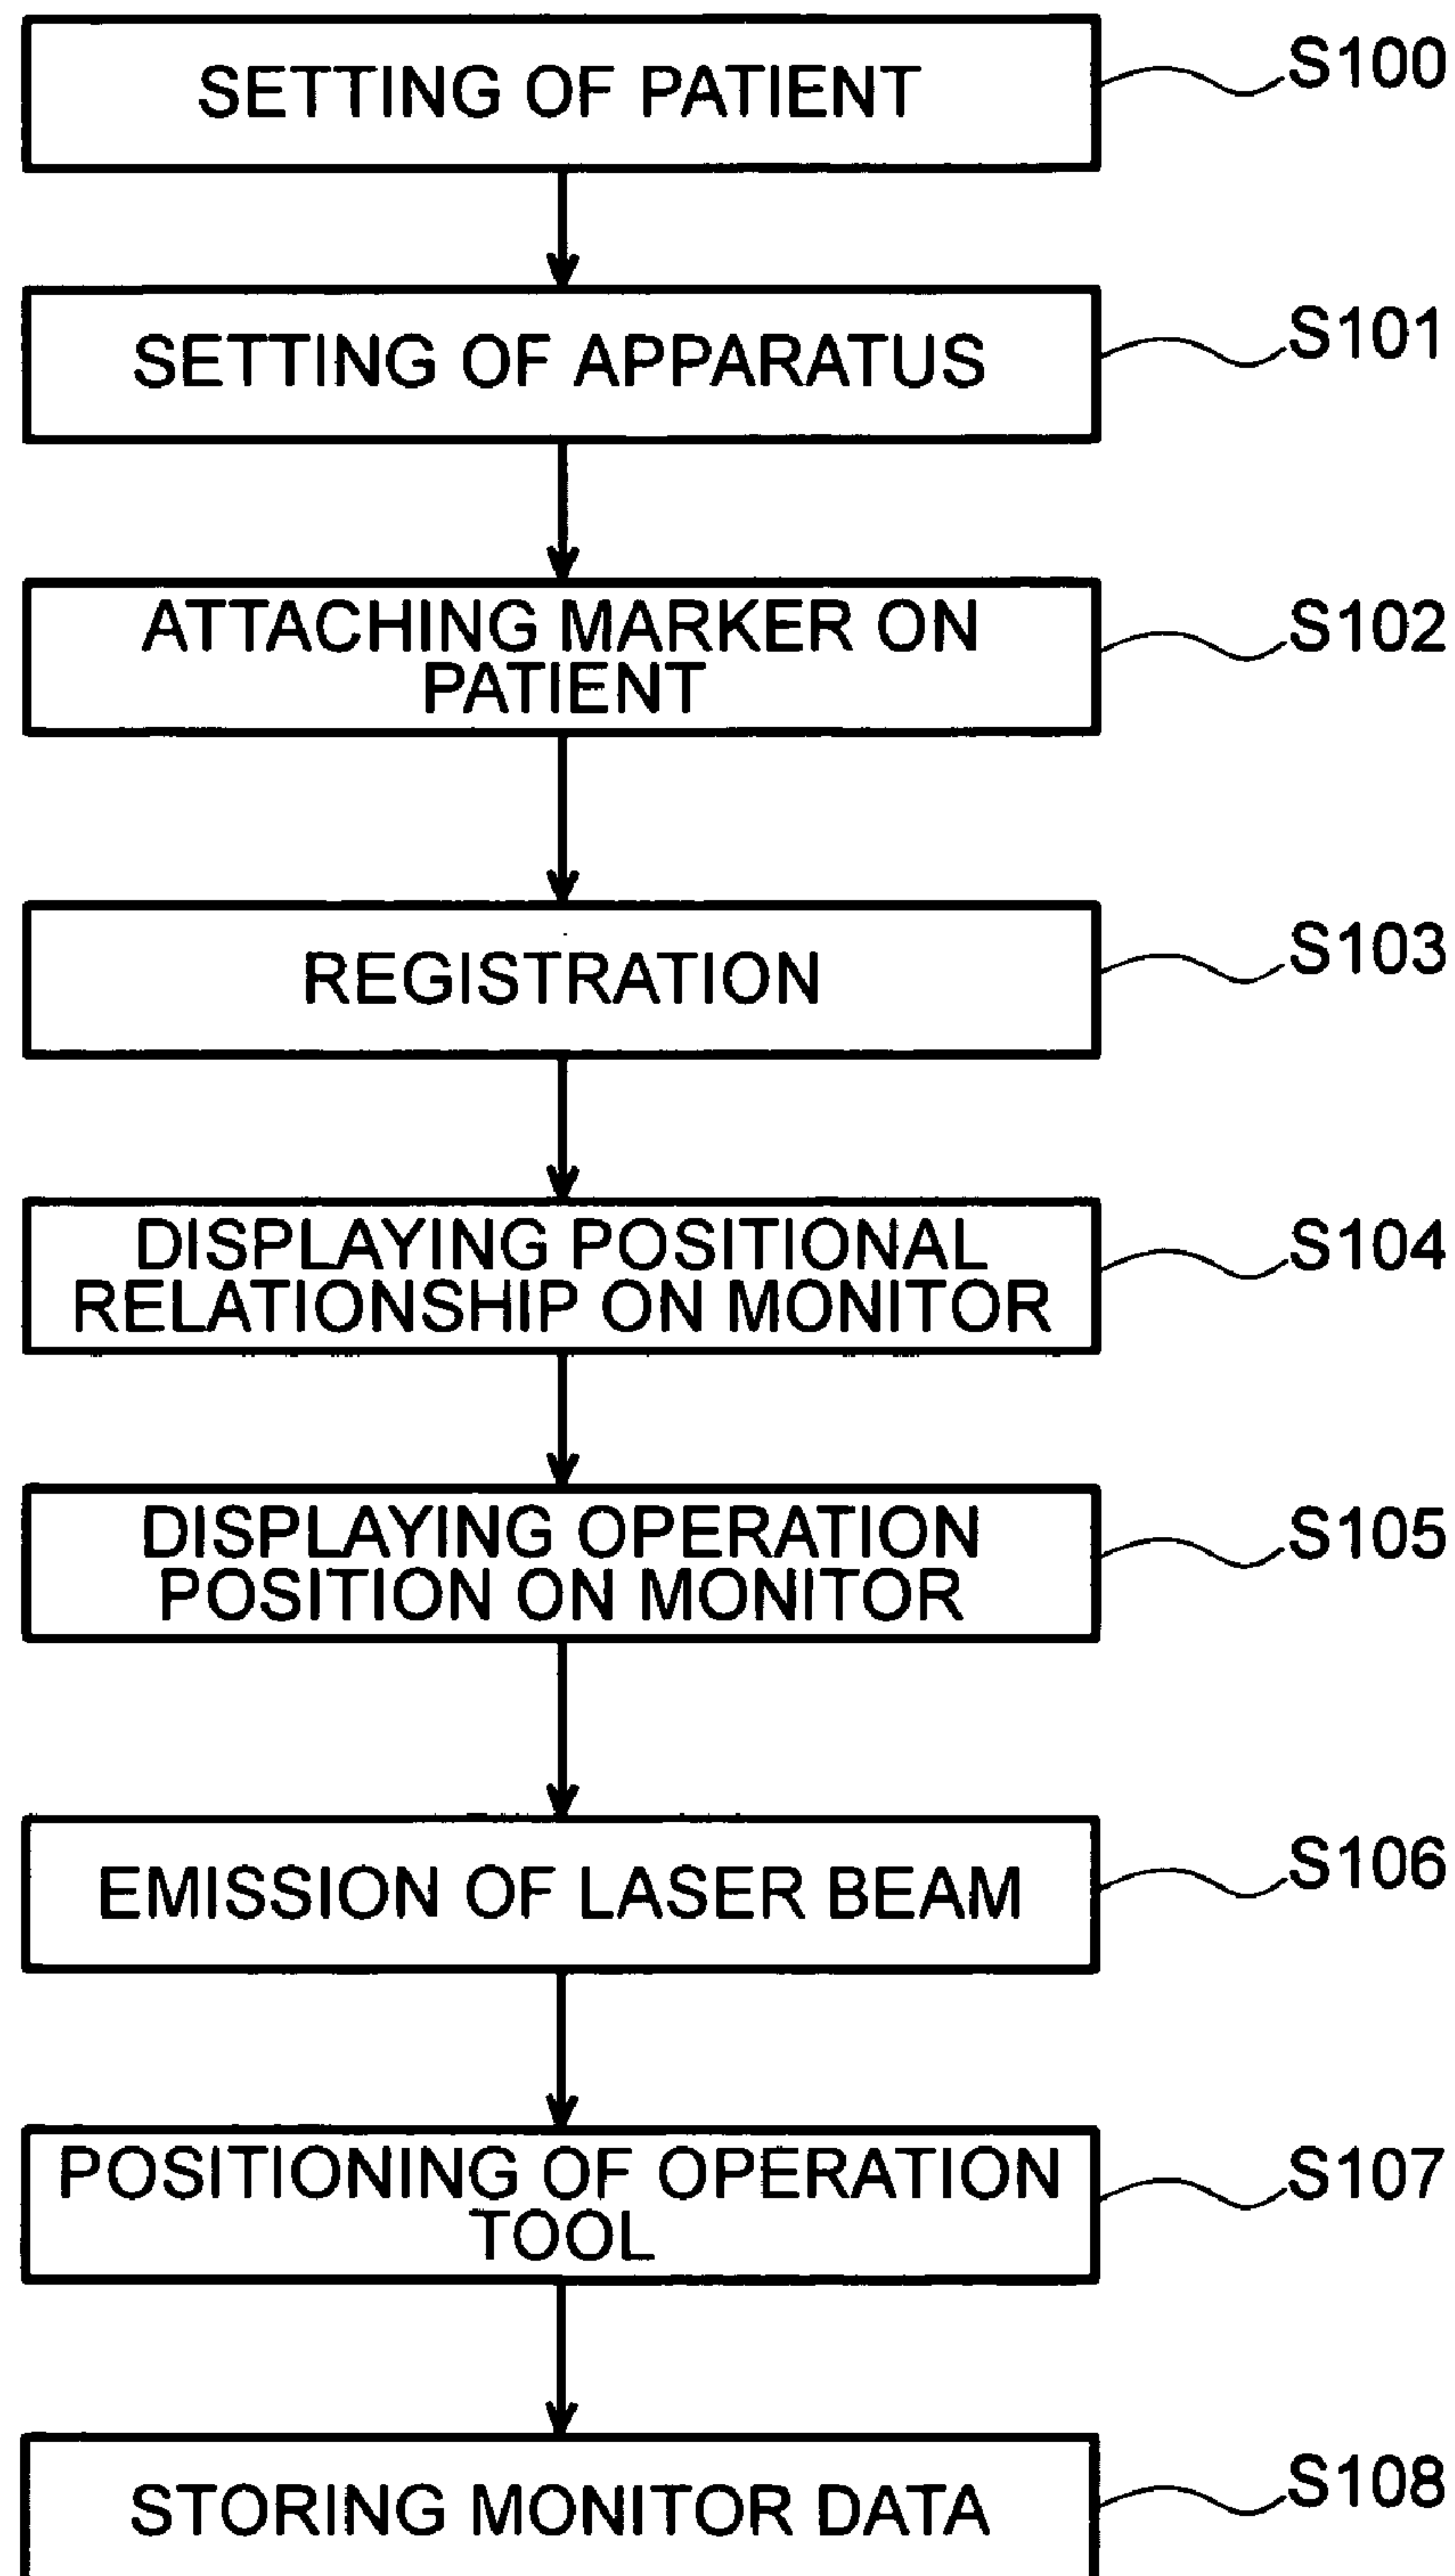 SETTING OF PATIENT
S100
SETTING OF APPARATUS
S101
ATTACHING MARKER ON
PATIENT
S102
REGISTRATION
S103
DISPLAYING POSITIONAL
RELATIONSHIP ON MONITOR
S104
DISPLAYING OPERATION
POSITION ON MONITOR
S105
EMISSION OF LASER BEAM
S106
POSITIONING OF OPERATION
TOOL
S107
STORING MONITOR DATA
S108